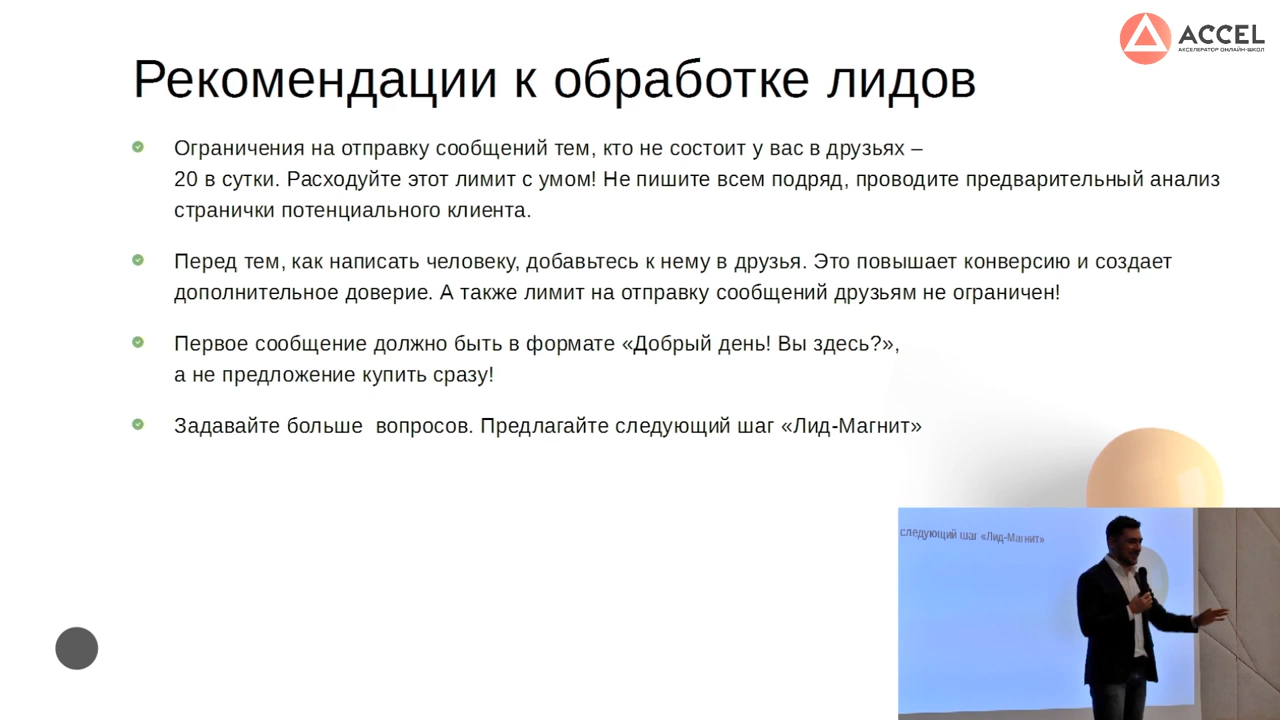 ACCEL
АКСЕЛЕРАТОР ОНЛАЙН-ШКОЛ
Рекомендации к обработке лидов
Ограничения на отправку сообщений тем, кто не состоит у вас в друзьях –
20 в сутки. Расходуйте этот лимит с умом! Не пишите всем подряд, проводите предварительный анализ
странички потенциального клиента.
Перед тем, как написать человеку, добавьтесь к нему в друзья. Это повышает конверсию и создает
дополнительное доверие. А также лимит на отправку сообщений друзьям не ограничен!
Первое сообщение должно быть в формате «Добрый день! Вы здесь?»,
а не предложение купить сразу!
Задавайте больше  вопросов. Предлагайте следующий шаг «Лид-Магнит»
следующий шаг «Лид-Магнит»